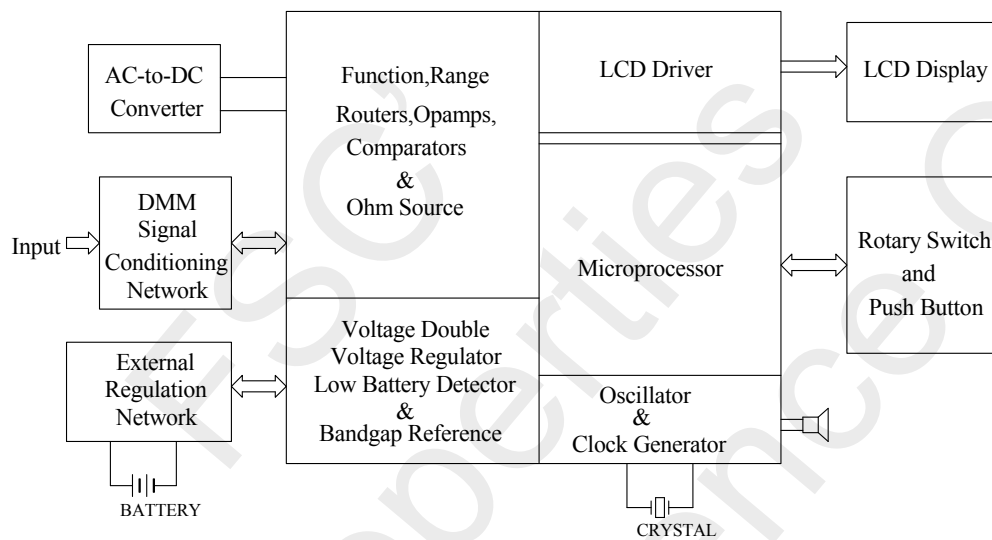 AC-to-DC
Converter
Function,Range
Routers,Opamps,
Comparators
&
Ohm Source
LCD Driver
LCD Display
Input
DMM
Signal
Conditioning
Network
Microprocessor
Rotary Switch
and
Push Button
External
Regulation
Network
Voltage Double
Voltage Regulator
Low Battery Detector
&
Bandgap Reference
Oscillator
&
Clock Generator
BATTERY
CRYSTAL
FSC'
perties